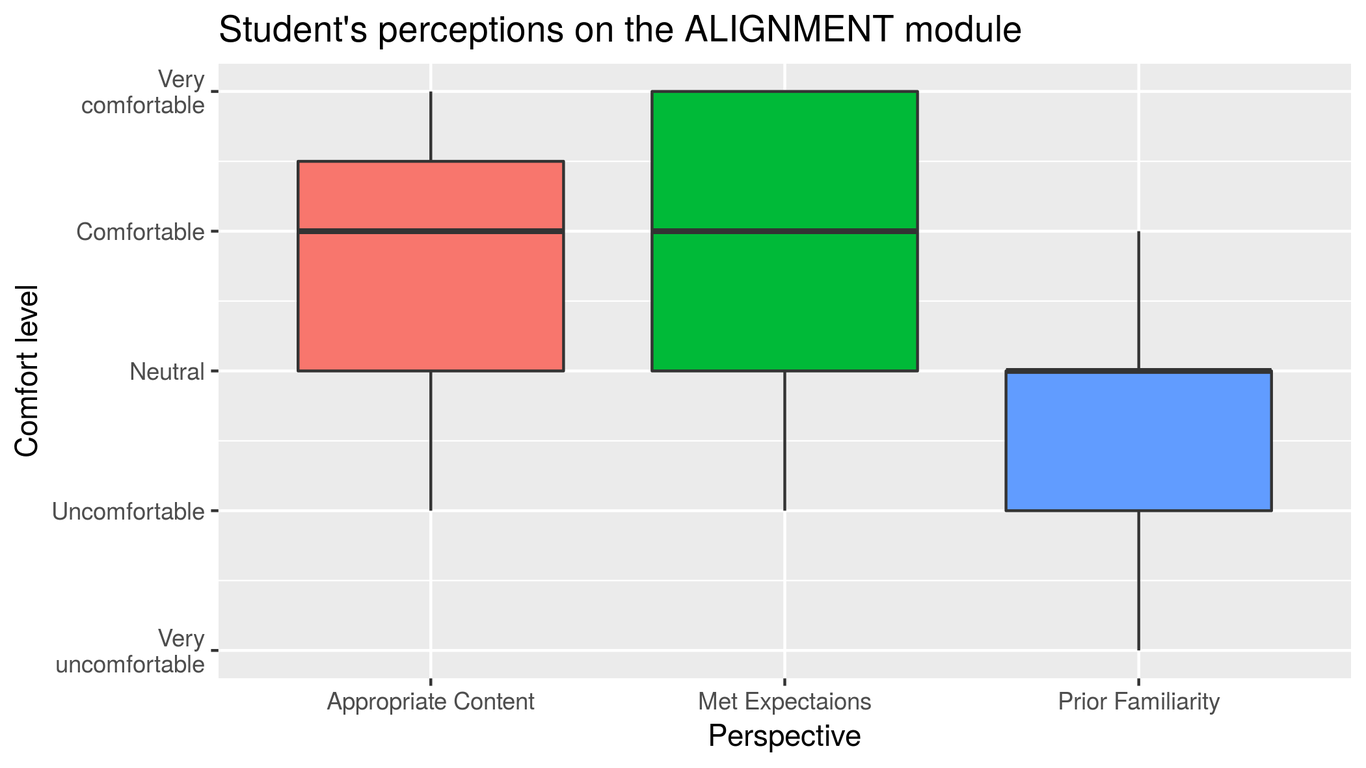 Student's perceptions on the ALIGNMENT module
Very
comfortable
Comfortable
Neutral
Uncomfortable
Very
uncomfortable
Comfort level
Appropriate Content
Met Expectaions
Prior Familiarity
Perspective